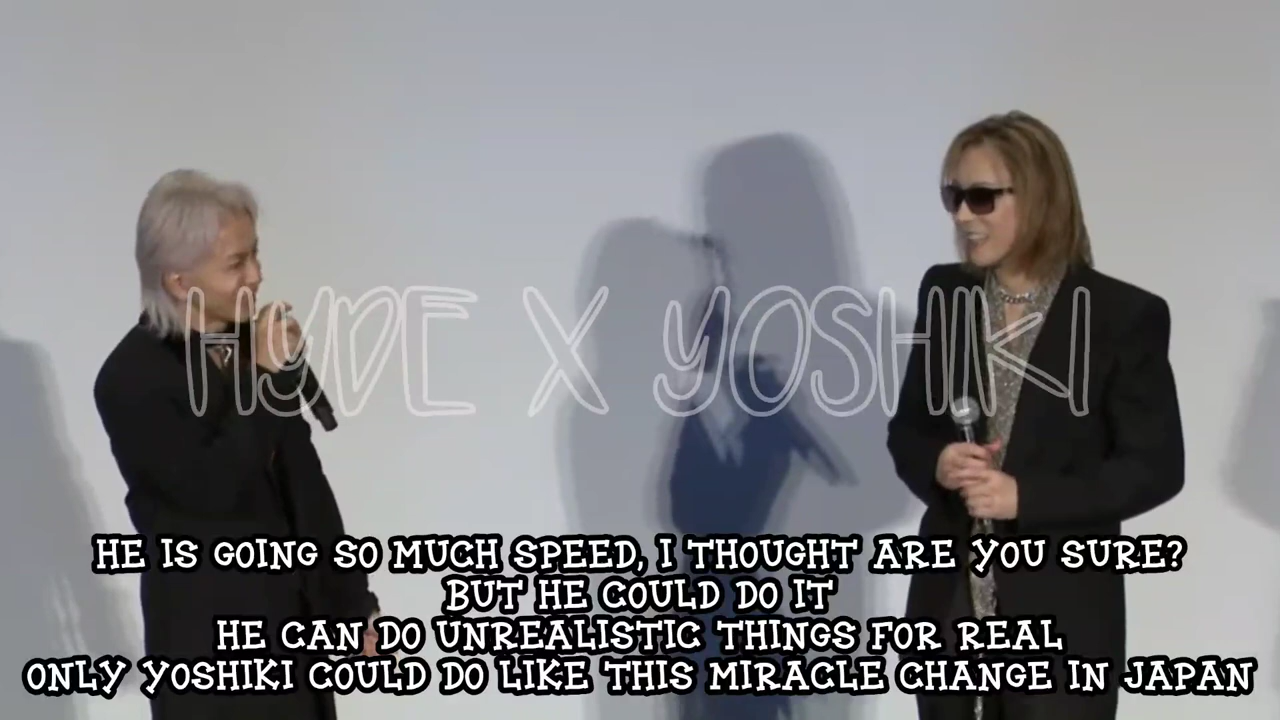 HYDE X YOSHIKI
HE IS GOING SO MUCH SPEED, I THOUGHT ARE YOU SURE?
BUT HE COULD DO IT
HE CAN DO UNREALISTIC THINGS FOR REAL
ONLY YOSHIKI COULD DO LIKE THIS MIRACLE CHANGE IN JAPAN